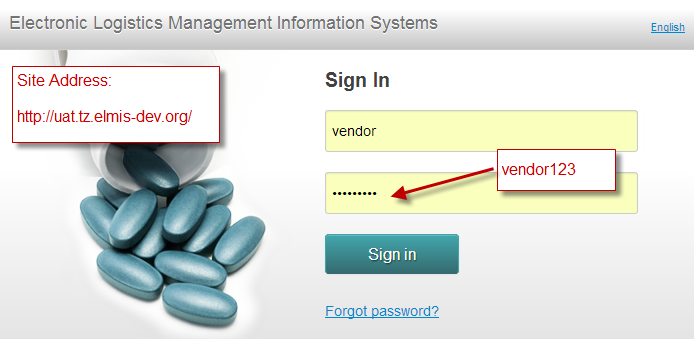 Electronic Logistics Management Information Systems
English
Site Address:
http://uat.tz.elmis-dev.org/
Sign In
vendor
vendor123
•••••••••
Sign in
Forgot password?